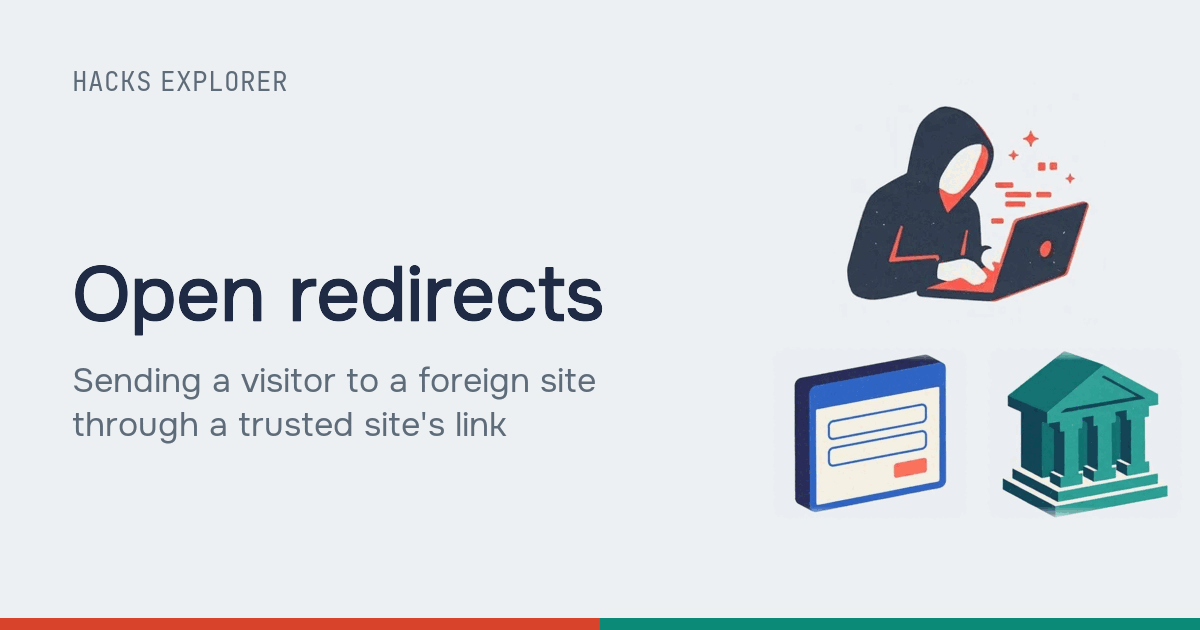 HACKS EXPLORER
Open redirects
Sending a visitor to a foreign site
through a trusted site's link